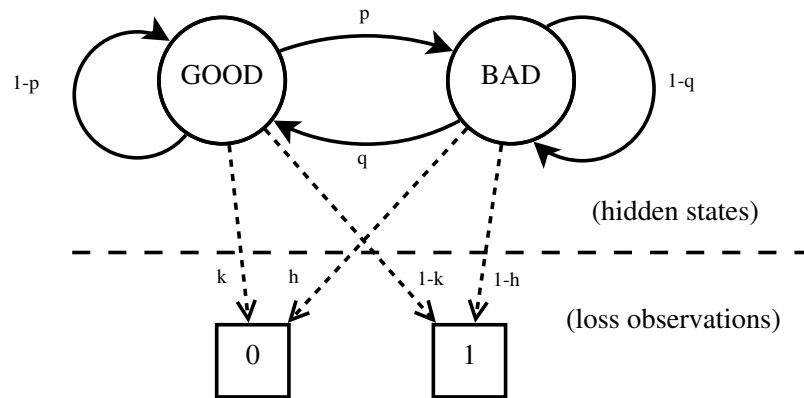 p
GOOD
BAD
1-p
1-q
q
(hidden states)
k
h
1-k
1-h
(loss observations)
0
1